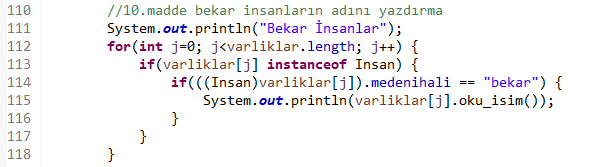 110 //10.madde bekar insanların adını yazdırma
111 System.out.println("Bekar İnsanlar");
112 for(int j=0; j<varliklar.length; j++) {
113 if(varliklar[j] instanceof Insan) {
114 if(((Insan)varliklar[j]).medenihali == "bekar") {
115 System.out.println(varliklar[j].oku_isim());
116 }
117 }
118 }